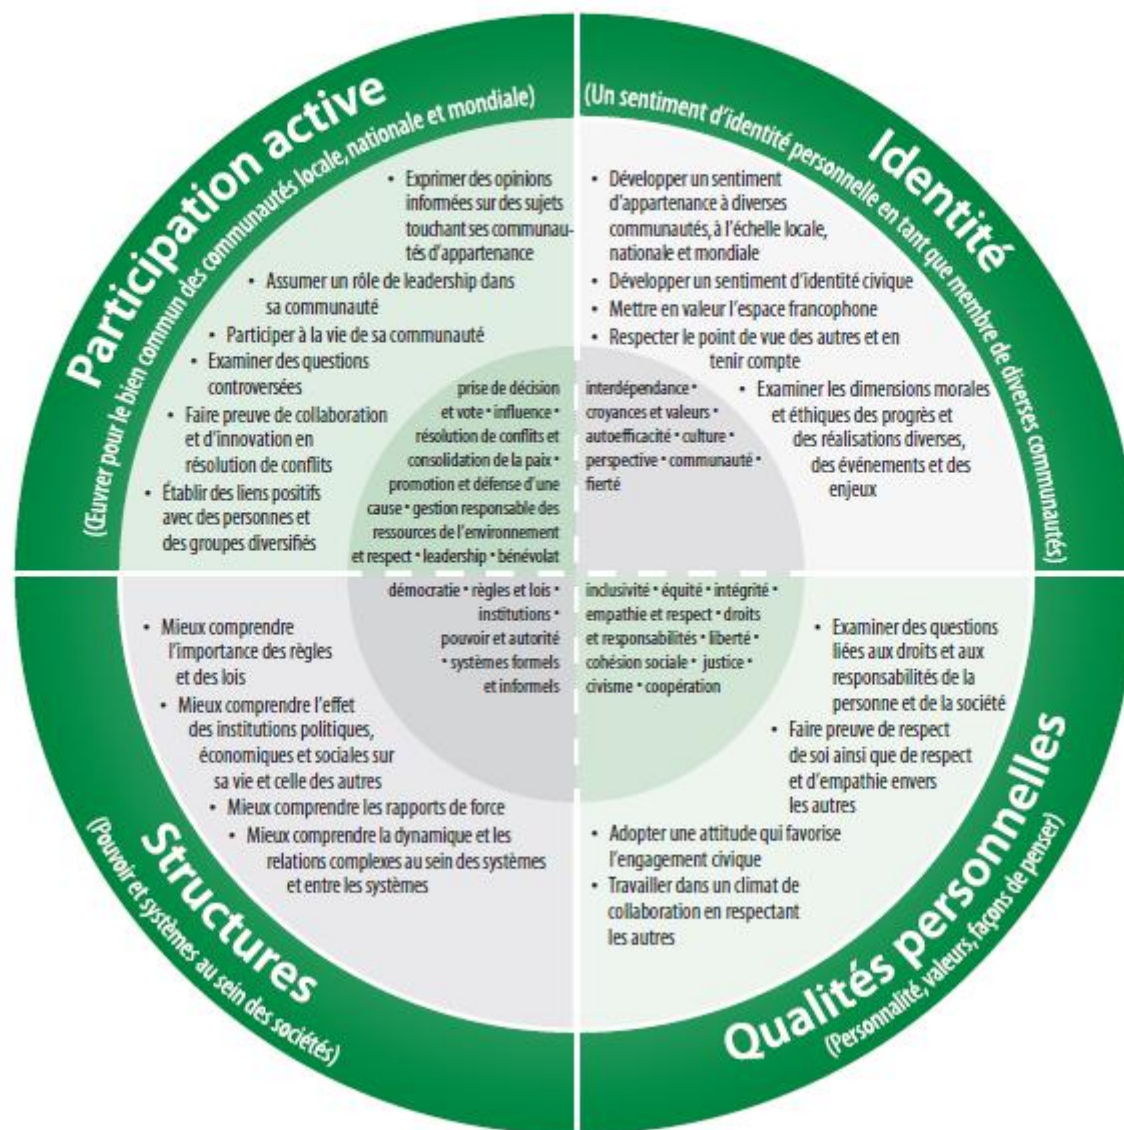 Participation active
((Œuvrer pour le bien commun des communautés locale, nationale et mondiale)
• Exprimer des opinions
informées sur des sujets
touchant ses communau-
tés d'appartenance
• Assumer un rôle de leadership dans
sa communauté
• Participer à la vie de sa communauté
• Examiner des questions
controversées
• Faire preuve de collaboration
et d'innovation en
résolution de conflits
• Établir des liens positifs
avec des personnes et
des groupes diversifiés
prise de décision
et vote • influence •
résolution de conflits et
consolidation de la paix •
promotion et défense d'une
cause • gestion responsable des
ressources de l'environnement
et respect • leadership • bénévolat
Identité
(Un sentiment d'identité personnelle en tant que membre de diverses communautés)
• Développer un sentiment
d'appartenance à diverses
communautés, à l'échelle locale,
nationale et mondiale
• Développer un sentiment d'identité civique
• Mettre en valeur l'espace francophone
• Respecter le point de vue des autres et en
tenir compte
• Examiner les dimensions morales
et éthiques des progrès et
des réalisations diverses,
des événements et des
enjeux
interdépendance •
croyances et valeurs •
autoefficacité • culture •
perspective • communauté •
fierté
Structures
(Pouvoir et systèmes au sein des sociétés)
• Mieux comprendre
l'importance des règles
et des lois
• Mieux comprendre l'effet
des institutions politiques,
économiques et sociales sur
sa vie et celle des autres
• Mieux comprendre les rapports de force
• Mieux comprendre la dynamique et les
relations complexes au sein des systèmes
et entre les systèmes
démocratie • règles et lois •
institutions •
pouvoir et autorité
• systèmes formels
et informels
Qualités personnelles
(Personnalité, valeurs, façons de penser)
inclusivité • équité • intégrité •
empathie et respect • droits
et responsabilités • liberté •
cohésion sociale • justice •
civisme • coopération
• Examiner des questions
liées aux droits et aux
responsabilités de la
personne et de la société
• Faire preuve de respect
de soi ainsi que de respect
et d'empathie envers
les autres
• Adopter une attitude qui favorise
l'engagement civique
• Travailler dans un climat de
collaboration en respectant
les autres